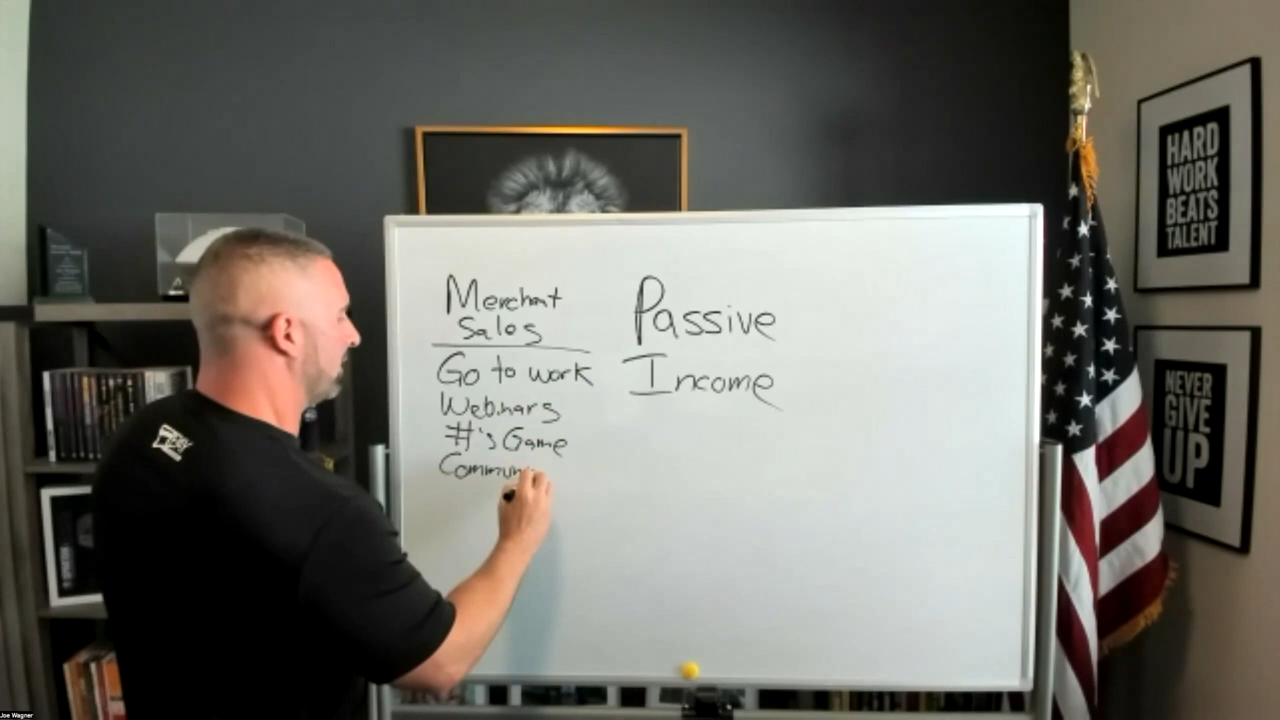 Merchant
Sales
Go to work
Webinars
#'s Game
Commun
Passive
Income
HARD
WORK
BEATS
TALENT
NEVER
GIVE
UP
Joe Wagner